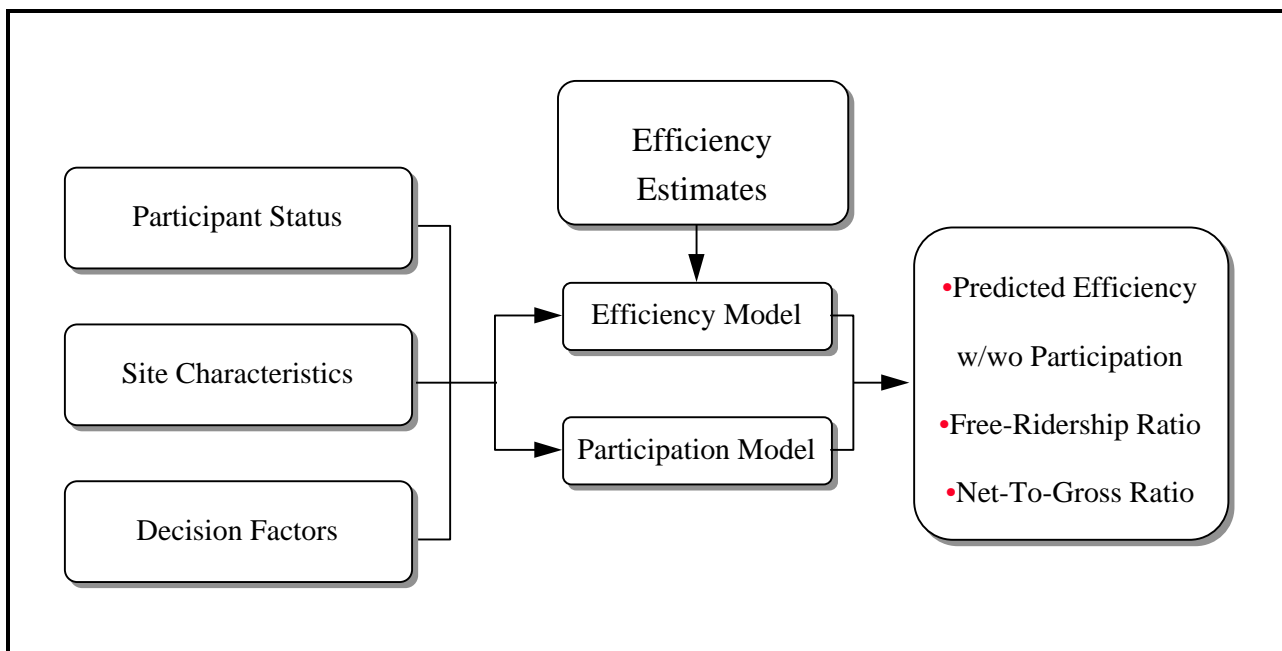 Participant Status
Site Characteristics
Decision Factors
Efficiency
Estimates
Efficiency Model
Participation Model
•Predicted Efficiency
w/wo Participation
•Free-Ridership Ratio
•Net-To-Gross Ratio